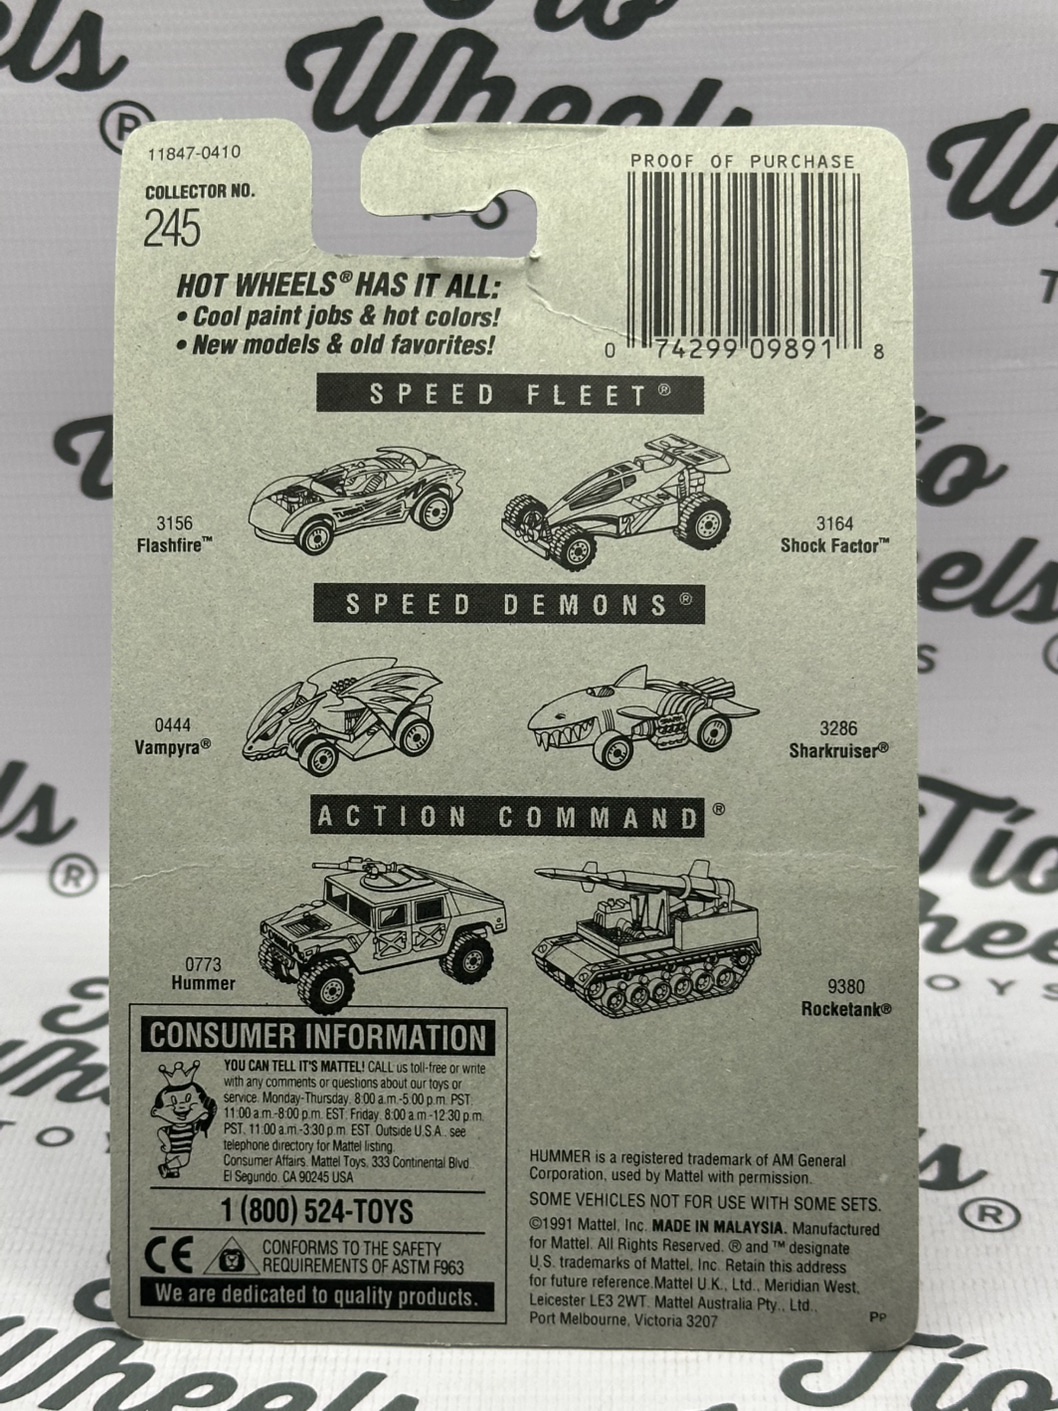 Tío
Wheels
els
®
11847-0410
COLLECTOR NO.
245
PROOF OF PURCHASE
0 74299 09891 8
HOT WHEELS® HAS IT ALL:
• Cool paint jobs & hot colors!
• New models & old favorites!
SPEED FLEET®
3156
Flashfire™
3164
Shock Factor™
SPEED DEMONS®
0444
Vampyra®
3286
Sharkruiser®
ACTION COMMAND®
0773
Hummer
9380
Rocketank®
CONSUMER INFORMATION
YOU CAN TELL IT'S MATTEL! CALL us toll-free or write
with any comments or questions about our toys or
service. Monday-Thursday, 8:00 a.m.-5:00 p.m. PST,
11:00 a.m.-8:00 p.m. EST: Friday, 8:00 a.m.-12:30 p.m.
PST, 11:00 a.m.-3:30 p.m. EST. Outside U.S.A., see
telephone directory for Mattel listing.
Consumer Affairs, Mattel Toys, 333 Continental Blvd.
El Segundo, CA 90245 USA
1 (800) 524-TOYS
CE
CONFORMS TO THE SAFETY
REQUIREMENTS OF ASTM F963
We are dedicated to quality products.
HUMMER is a registered trademark of AM General
Corporation, used by Mattel with permission.
SOME VEHICLES NOT FOR USE WITH SOME SETS.
©1991 Mattel, Inc. MADE IN MALAYSIA. Manufactured
for Mattel. All Rights Reserved. ® and ™ designate
U.S. trademarks of Mattel, Inc. Retain this address
for future reference. Mattel U.K., Ltd., Meridian West,
Leicester LE3 2WT. Mattel Australia Pty., Ltd.,
Port Melbourne, Victoria 3207
PP